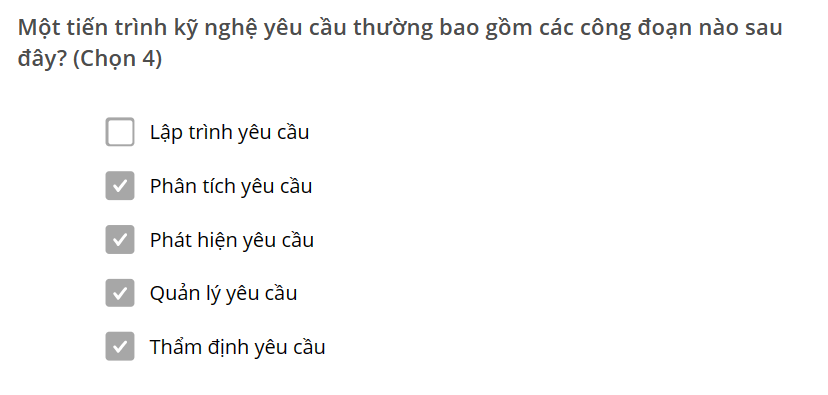 Một tiến trình kỹ nghệ yêu cầu thường bao gồm các công đoạn nào sau
đây? (Chọn 4)
Lập trình yêu cầu
Phân tích yêu cầu
Phát hiện yêu cầu
Quản lý yêu cầu
Thẩm định yêu cầu